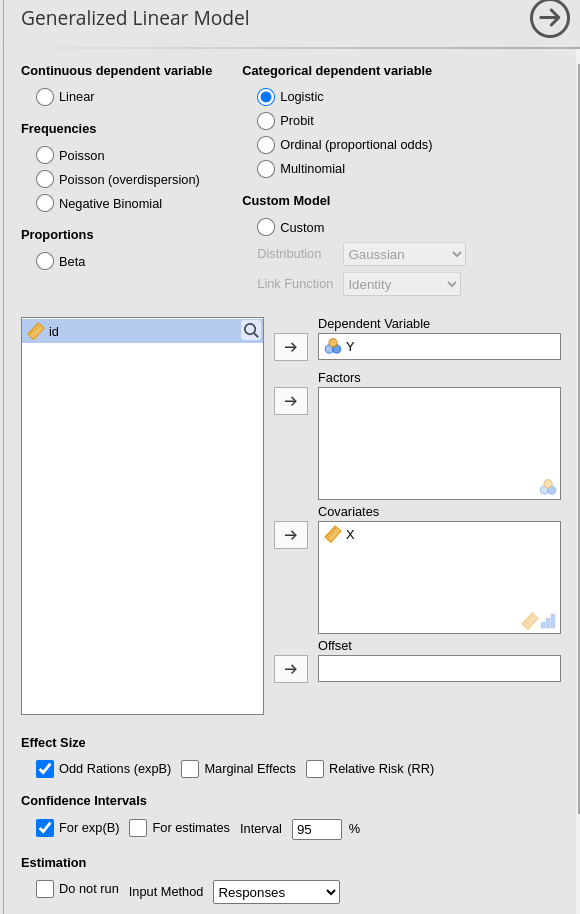 Generalized Linear Model
Continuous dependent variable
Linear
Frequencies
Poisson
Poisson (overdispersion)
Negative Binomial
Proportions
Beta
Categorical dependent variable
Logistic
Probit
Ordinal (proportional odds)
Multinomial
Custom Model
Custom
Distribution Gaussian
Link Function Identity
id
Dependent Variable
Y
Factors
Covariates
X
Offset
Effect Size
Odd Rations (expB) Marginal Effects Relative Risk (RR)
Confidence Intervals
For exp(B) For estimates Interval 95 %
Estimation
Do not run Input Method Responses